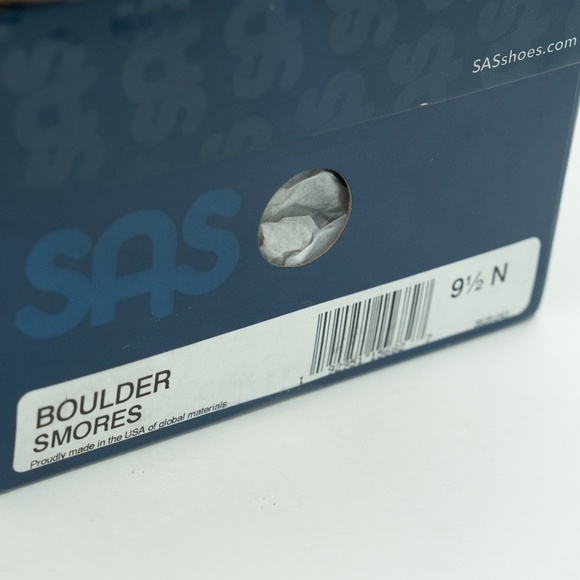 SASshoes.com
SAS
9½ N
BOULDER
SMORES
Proudly made in the USA of global materials